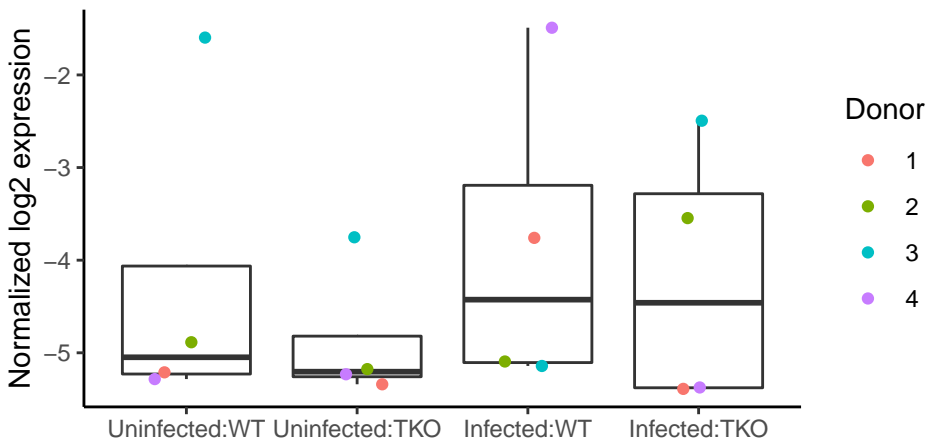 Normalized log2 expression
−2
−3
−4
−5
Uninfected:WT
Uninfected:TKO
Infected:WT
Infected:TKO
Donor
1
2
3
4